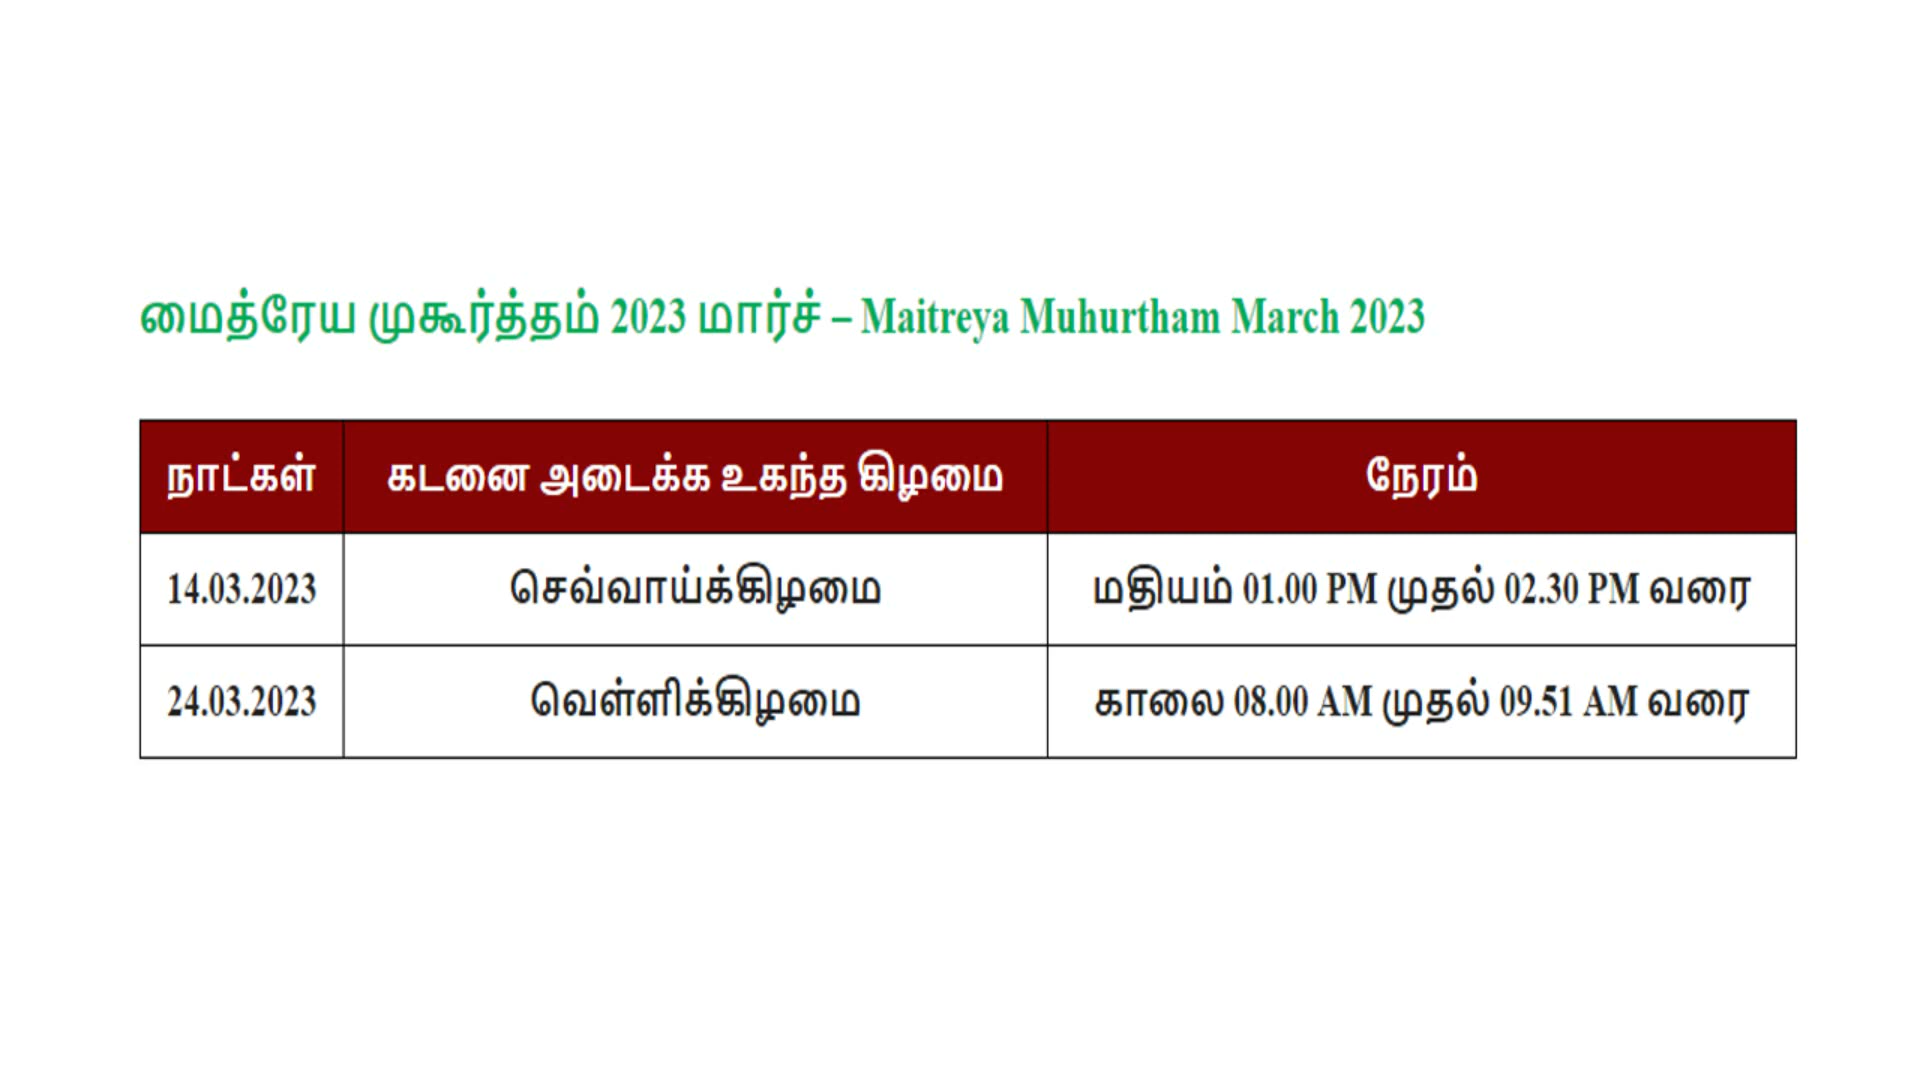 மைத்ரேய முகூர்த்தம் 2023 மார்ச் – Maitreya Muhurtham March 2023
நாட்கள் கடனை அடைக்க உகந்த கிழமை நேரம்
14.03.2023 செவ்வாய்க்கிழமை மதியம் 01.00 PM முதல் 02.30 PM வரை
24.03.2023 வெள்ளிக்கிழமை காலை 08.00 AM முதல் 09.51 AM வரை